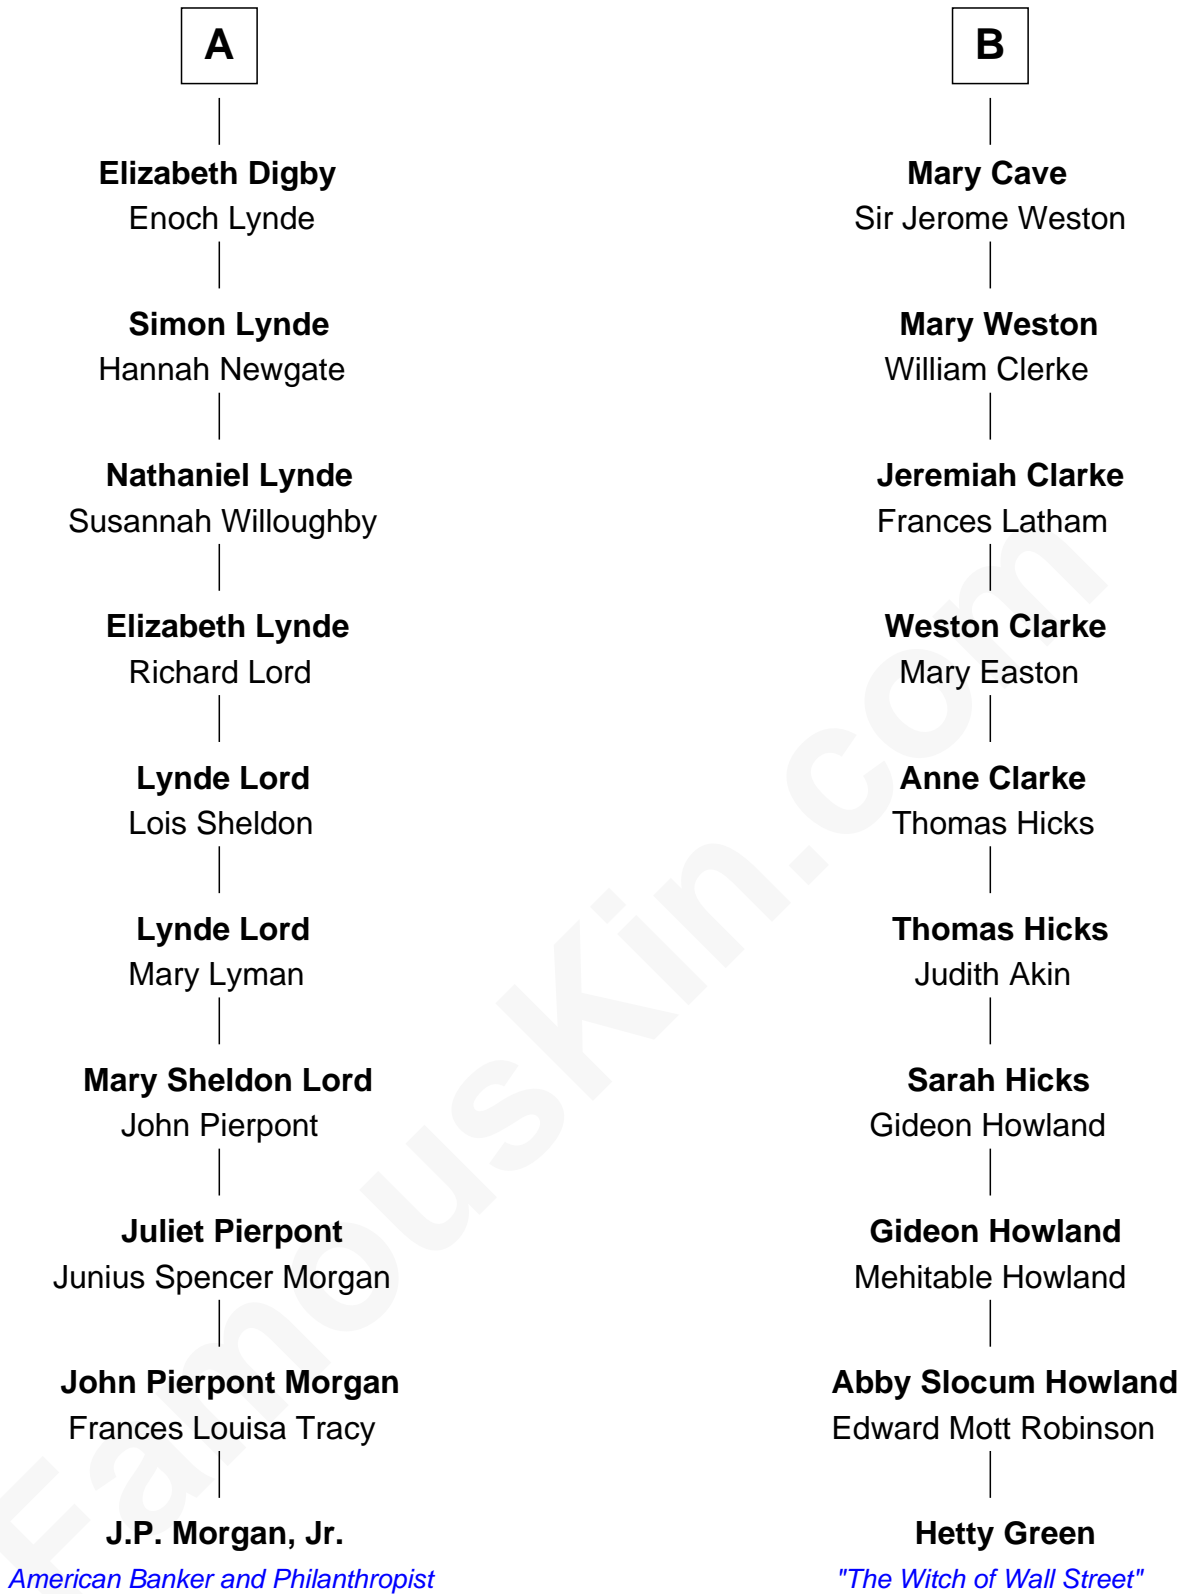 A
Elizabeth Digby
Enoch Lynde
Simon Lynde
Hannah Newgate
Nathaniel Lynde
Susannah Willoughby
Elizabeth Lynde
Richard Lord
Lynde Lord
Lois Sheldon
Lynde Lord
Mary Lyman
Mary Sheldon Lord
John Pierpont
Juliet Pierpont
Junius Spencer Morgan
John Pierpont Morgan
Frances Louisa Tracy
J.P. Morgan, Jr.
American Banker and Philanthropist
B
Mary Cave
Sir Jerome Weston
Mary Weston
William Clerke
Jeremiah Clarke
Frances Latham
Weston Clarke
Mary Easton
Anne Clarke
Thomas Hicks
Thomas Hicks
Judith Akin
Sarah Hicks
Gideon Howland
Gideon Howland
Mehitable Howland
Abby Slocum Howland
Edward Mott Robinson
Hetty Green
"The Witch of Wall Street"
FamousKin.com